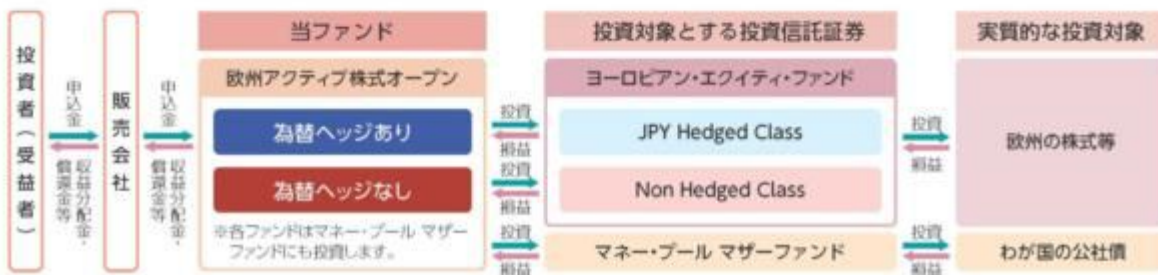 投資者（受益者）
申込金
収益分配金・
償還金等
販売会社
申込金
収益分配金・
償還金等
当ファンド
欧州アクティブ株式オープン
為替ヘッジあり
為替ヘッジなし
※各ファンドはマネー・プール マザー
ファンドにも投資します。
投資
損益
投資
損益
投資
損益
投資対象とする投資信託証券
ヨーロピアン・エクイティ・ファンド
JPY Hedged Class
Non Hedged Class
マネー・プール マザーファンド
投資
損益
投資
損益
実質的な投資対象
欧州の株式等
わが国の公社債